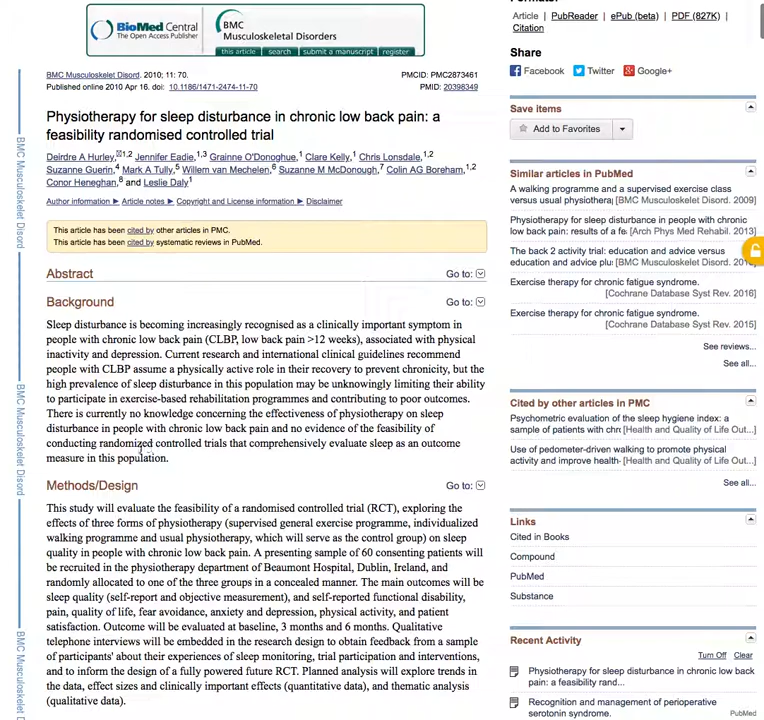 BioMed Central
The Open Access Publisher
BMC
Musculoskeletal Disorders
this article | search | submit a manuscript | register
BMC Musculoskelet Disord. 2010; 11: 70.
PMCID: PMC2873461
Published online 2010 Apr 16. doi: 10.1186/1471-2474-11-70
PMID: 20398349
Physiotherapy for sleep disturbance in chronic low back pain: a
feasibility randomised controlled trial
Deirdre A Hurley,1,2 Jennifer Eadie,1,3 Grainne O'Donoghue,1 Clare Kelly,1 Chris Lonsdale,1,2
Suzanne Guerin,4 Mark A Tully,5 Willem van Mechelen,6 Suzanne M McDonough,7 Colin AG Boreham,1,2
Conor Heneghan,8 and Leslie Daly1
Author information ► Article notes ► Copyright and License information ► Disclaimer
This article has been cited by other articles in PMC.
This article has been cited by systematic reviews in PubMed.
Abstract
Go to:
Background
Go to:
Sleep disturbance is becoming increasingly recognised as a clinically important symptom in
people with chronic low back pain (CLBP, low back pain >12 weeks), associated with physical
inactivity and depression. Current research and international clinical guidelines recommend
people with CLBP assume a physically active role in their recovery to prevent chronicity, but the
high prevalence of sleep disturbance in this population may be unknowingly limiting their ability
to participate in exercise-based rehabilitation programmes and contributing to poor outcomes.
There is currently no knowledge concerning the effectiveness of physiotherapy on sleep
disturbance in people with chronic low back pain and no evidence of the feasibility of
conducting randomized controlled trials that comprehensively evaluate sleep as an outcome
measure in this population.
Methods/Design
Go to:
This study will evaluate the feasibility of a randomised controlled trial (RCT), exploring the
effects of three forms of physiotherapy (supervised general exercise programme, individualized
walking programme and usual physiotherapy, which will serve as the control group) on sleep
quality in people with chronic low back pain. A presenting sample of 60 consenting patients will
be recruited in the physiotherapy department of Beaumont Hospital, Dublin, Ireland, and
randomly allocated to one of the three groups in a concealed manner. The main outcomes will be
sleep quality (self-report and objective measurement), and self-reported functional disability,
pain, quality of life, fear avoidance, anxiety and depression, physical activity, and patient
satisfaction. Outcome will be evaluated at baseline, 3 months and 6 months. Qualitative
telephone interviews will be embedded in the research design to obtain feedback from a sample
of participants' about their experiences of sleep monitoring, trial participation and interventions,
and to inform the design of a fully powered future RCT. Planned analysis will explore trends in
the data, effect sizes and clinically important effects (quantitative data), and thematic analysis
(qualitative data).
BMC Musculoskelet Disord
BMC Musculoskelet Disord
BMC Musculoskelet D
Article | PubReader | ePub (beta) | PDF (827K) |
Citation
Share
Facebook Twitter Google+
Save items
Add to Favorites
Similar articles in PubMed
A walking programme and a supervised exercise class
versus usual physiothera [BMC Musculoskelet Disord. 2009]
Physiotherapy for sleep disturbance in people with chronic
low back pain: results of a fe [Arch Phys Med Rehabil. 2013]
The back 2 activity trial: education and advice versus
education and advice plu [BMC Musculoskelet Disord.
Exercise therapy for chronic fatigue syndrome.
[Cochrane Database Syst Rev. 2016]
Exercise therapy for chronic fatigue syndrome.
[Cochrane Database Syst Rev. 2015]
See reviews...
See all...
Cited by other articles in PMC
Psychometric evaluation of the sleep hygiene index: a
sample of patients with chr [Health and Quality of Life Out...]
Use of pedometer-driven walking to promote physical
activity and improve health- [Health and Quality of Life Out...]
See all...
Links
Cited in Books
Compound
PubMed
Substance
Recent Activity
Turn Off Clear
Physiotherapy for sleep disturbance in chronic low back
pain: a feasibility rand...
Recognition and management of perioperative
serotonin syndrome.
PubMed